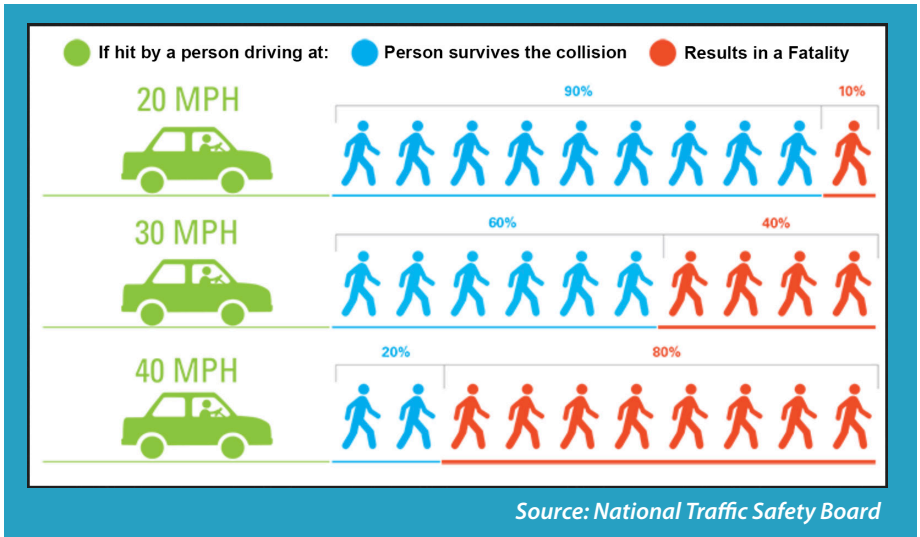 If hit by a person driving at: Person survives the collision Results in a Fatality
20 MPH 90% 10%
30 MPH 60% 40%
40 MPH 20% 80%
Source: National Traffic Safety Board